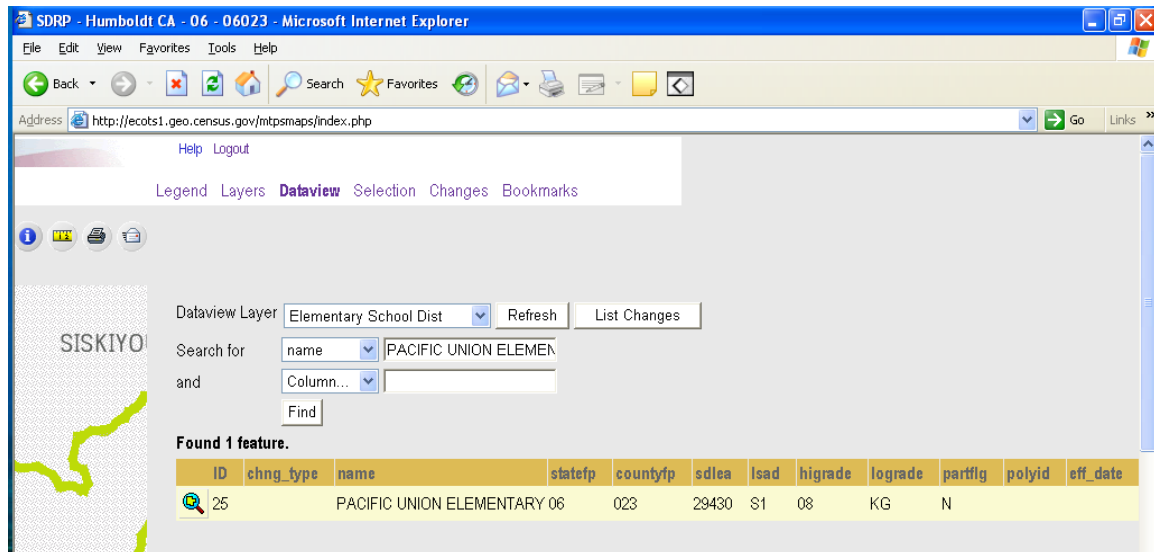 SDRP - Humboldt CA - 06 - 06023 - Microsoft Internet Explorer
File Edit View Favorites Tools Help
Back Search Favorites
Address http://ecots1.geo.census.gov/mtpsmaps/index.php Go Links »
Help Logout
Legend Layers Dataview Selection Changes Bookmarks
Dataview Layer Elementary School Dist Refresh List Changes
SISKIYO
Search for name PACIFIC UNION ELEMEN
and Column...
Find
Found 1 feature.
ID chng_type name statefp countyfp sdlea lsad higrade lograde partflg polyid eff_date
25 PACIFIC UNION ELEMENTARY 06 023 29430 S1 08 KG N